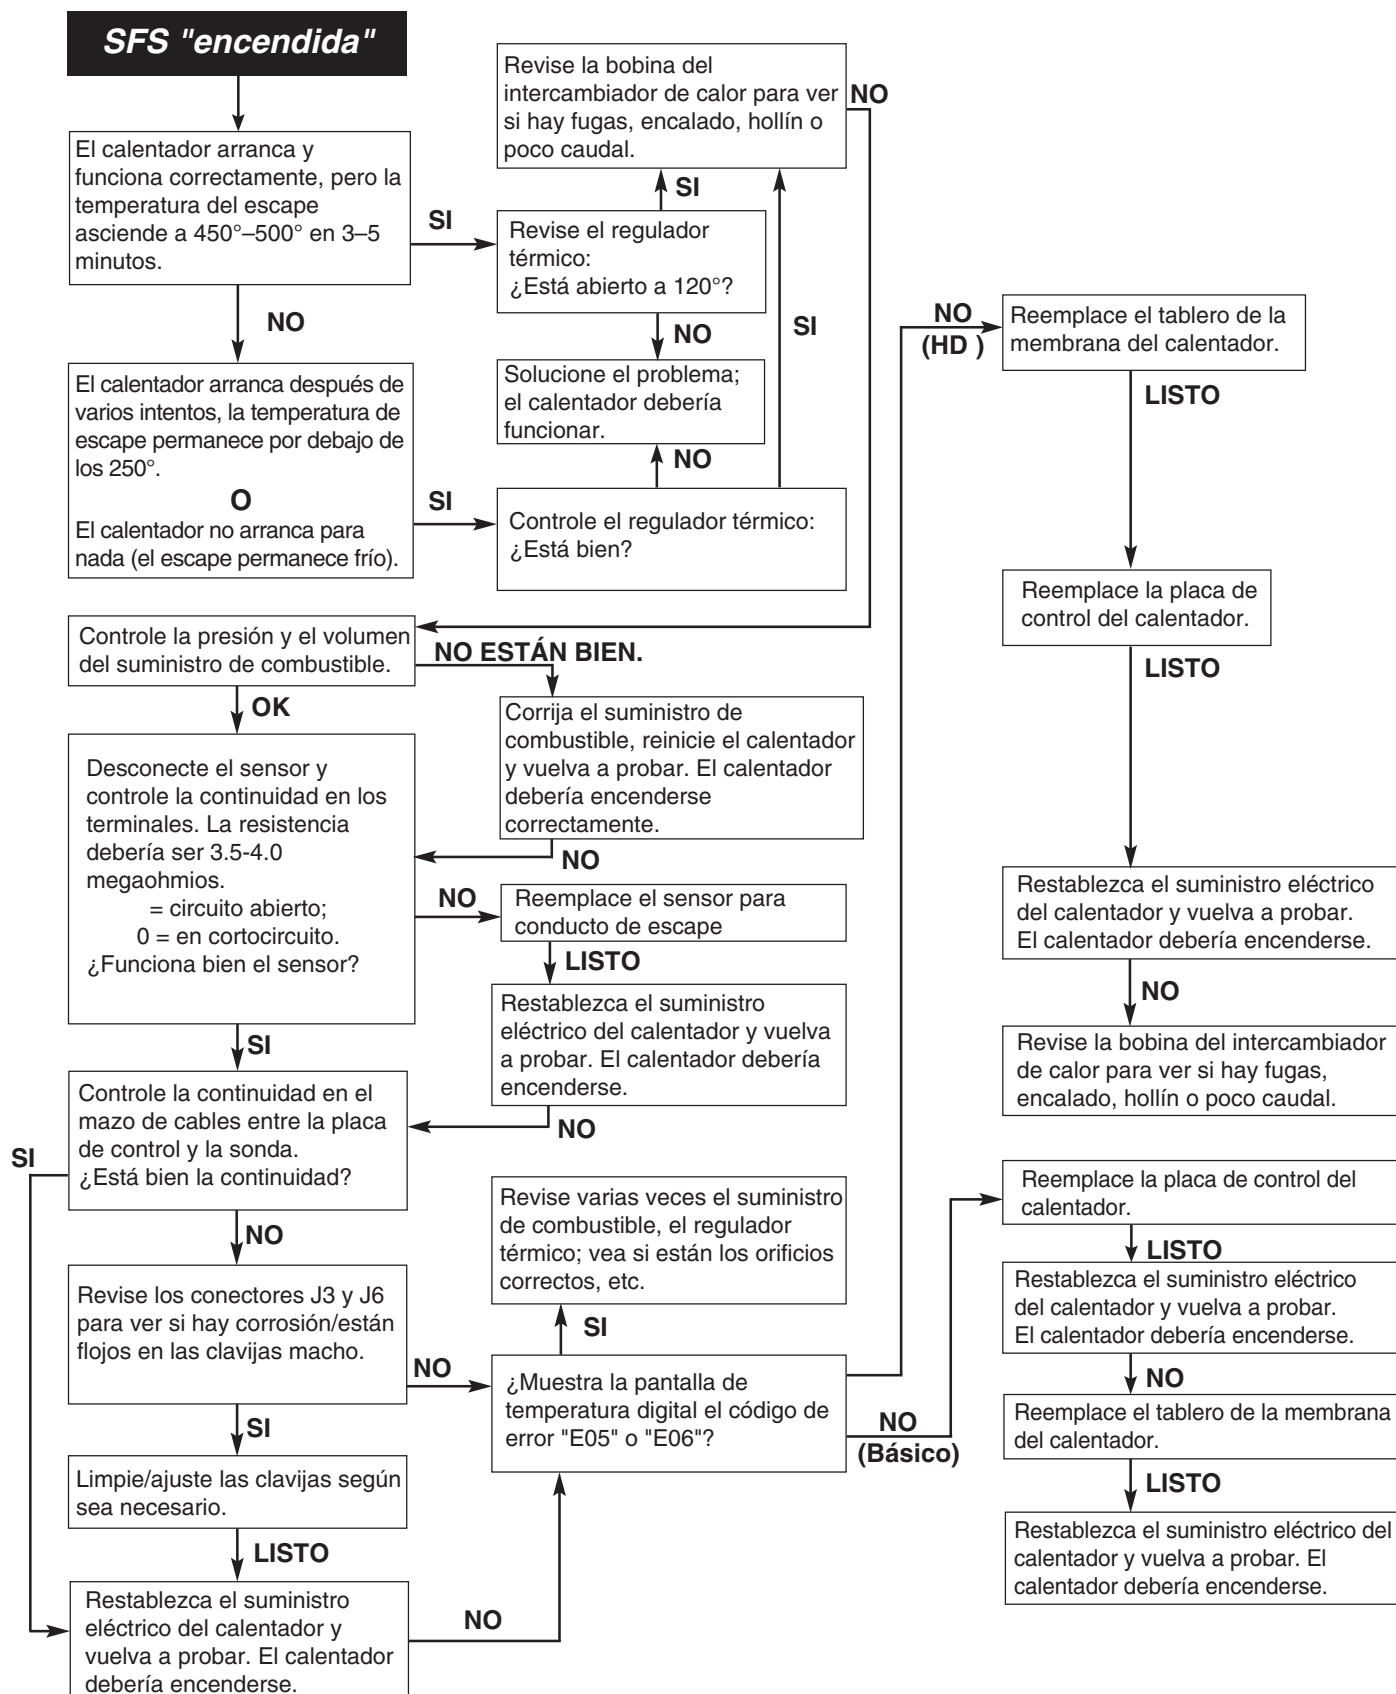 SFS "encendida"
El calentador arranca y
funciona correctamente, pero la
temperatura del escape
asciende a 450°–500° en 3–5
minutos.
SI
NO
Revise la bobina del
intercambiador de calor para ver
si hay fugas, encalado, hollín o
poco caudal.
NO
SI
Revise el regulador
térmico:
¿Está abierto a 120°?
NO
SI
Solucione el problema;
el calentador debería
funcionar.
NO
El calentador arranca después de
varios intentos, la temperatura de
escape permanece por debajo de
los 250°.
O
El calentador no arranca para
nada (el escape permanece frío).
SI
Controle el regulador térmico:
¿Está bien?
Controle la presión y el volumen
del suministro de combustible.
NO ESTÁN BIEN.
OK
Corrija el suministro de
combustible, reinicie el calentador
y vuelva a probar. El calentador
debería encenderse
correctamente.
NO
Desconecte el sensor y
controle la continuidad en los
terminales. La resistencia
debería ser 3.5-4.0
megaohmios.
= circuito abierto;
0 = en cortocircuito.
¿Funciona bien el sensor?
NO
Reemplace el sensor para
conducto de escape
LISTO
Restablezca el suministro
eléctrico del calentador y vuelva
a probar. El calentador debería
encenderse.
NO
SI
Controle la continuidad en el
mazo de cables entre la placa
de control y la sonda.
¿Está bien la continuidad?
SI
NO
Revise los conectores J3 y J6
para ver si hay corrosión/están
flojos en las clavijas macho.
NO
SI
Limpie/ajuste las clavijas según
sea necesario.
LISTO
Restablezca el suministro
eléctrico del calentador y
vuelva a probar. El calentador
debería encenderse.
NO
Revise varias veces el suministro
de combustible, el regulador
térmico; vea si están los orificios
correctos, etc.
SI
¿Muestra la pantalla de
temperatura digital el código de
error "E05" o "E06"?
NO
(Básico)
NO
(HD )
Reemplace el tablero de la
membrana del calentador.
LISTO
Reemplace la placa de
control del calentador.
LISTO
Restablezca el suministro eléctrico
del calentador y vuelva a probar.
El calentador debería encenderse.
NO
Revise la bobina del intercambiador
de calor para ver si hay fugas,
encalado, hollín o poco caudal.
Reemplace la placa de control del
calentador.
LISTO
Restablezca el suministro eléctrico
del calentador y vuelva a probar.
El calentador debería encenderse.
NO
Reemplace el tablero de la membrana
del calentador.
LISTO
Restablezca el suministro eléctrico del
calentador y vuelva a probar. El
calentador debería encenderse.